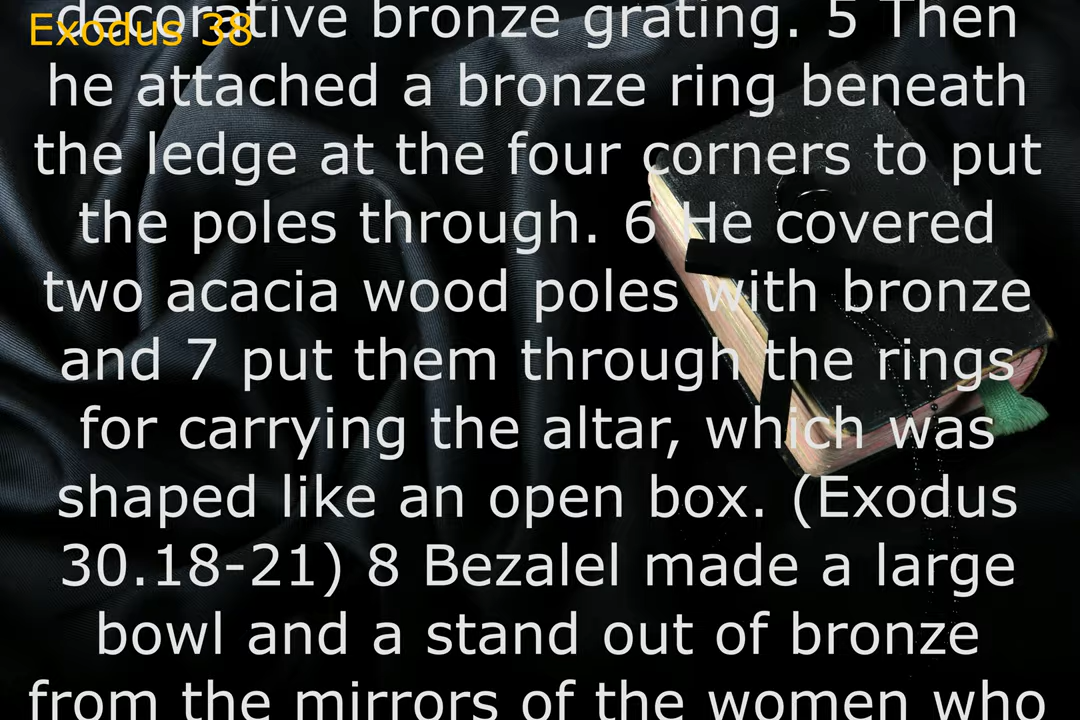 decorative bronze grating. 5 Then
Exodus 38
he attached a bronze ring beneath
the ledge at the four corners to put
the poles through. 6 He covered
two acacia wood poles with bronze
and 7 put them through the rings
for carrying the altar, which was
shaped like an open box. (Exodus
30.18-21) 8 Bezalel made a large
bowl and a stand out of bronze
from the mirrors of the women who